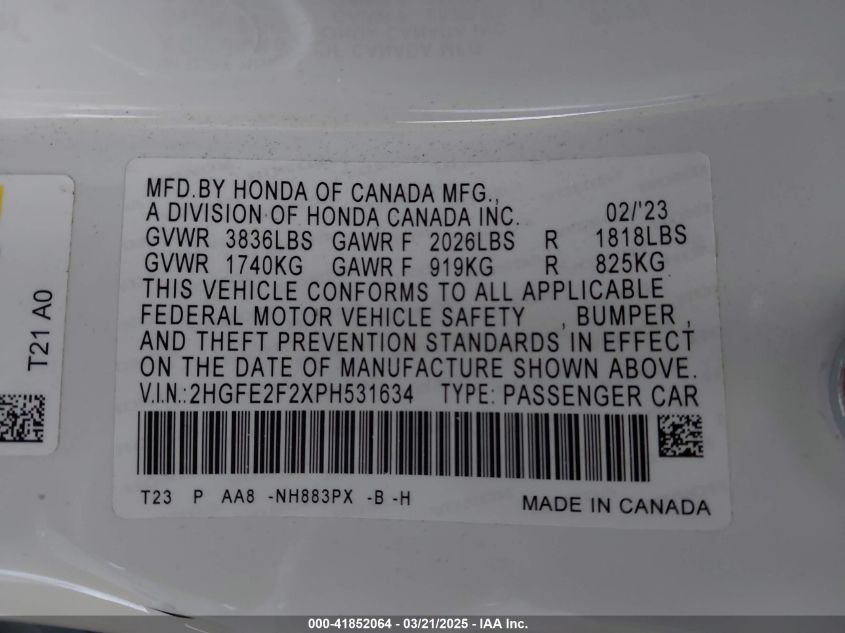 MFD.BY HONDA OF CANADA MFG.,
A DIVISION OF HONDA CANADA INC. 02/'23
GVWR 3836LBS GAWR F 2026LBS R 1818LBS
GVWR 1740KG GAWR F 919KG R 825KG
THIS VEHICLE CONFORMS TO ALL APPLICABLE
FEDERAL MOTOR VEHICLE SAFETY , BUMPER ,
AND THEFT PREVENTION STANDARDS IN EFFECT
ON THE DATE OF MANUFACTURE SHOWN ABOVE.
V.I.N.:2HGFE2F2XPH531634 TYPE: PASSENGER CAR
T23 P AA8 -NH883PX -B -H MADE IN CANADA
T21 A0
000-41852064 - 03/21/2025 - IAA Inc.